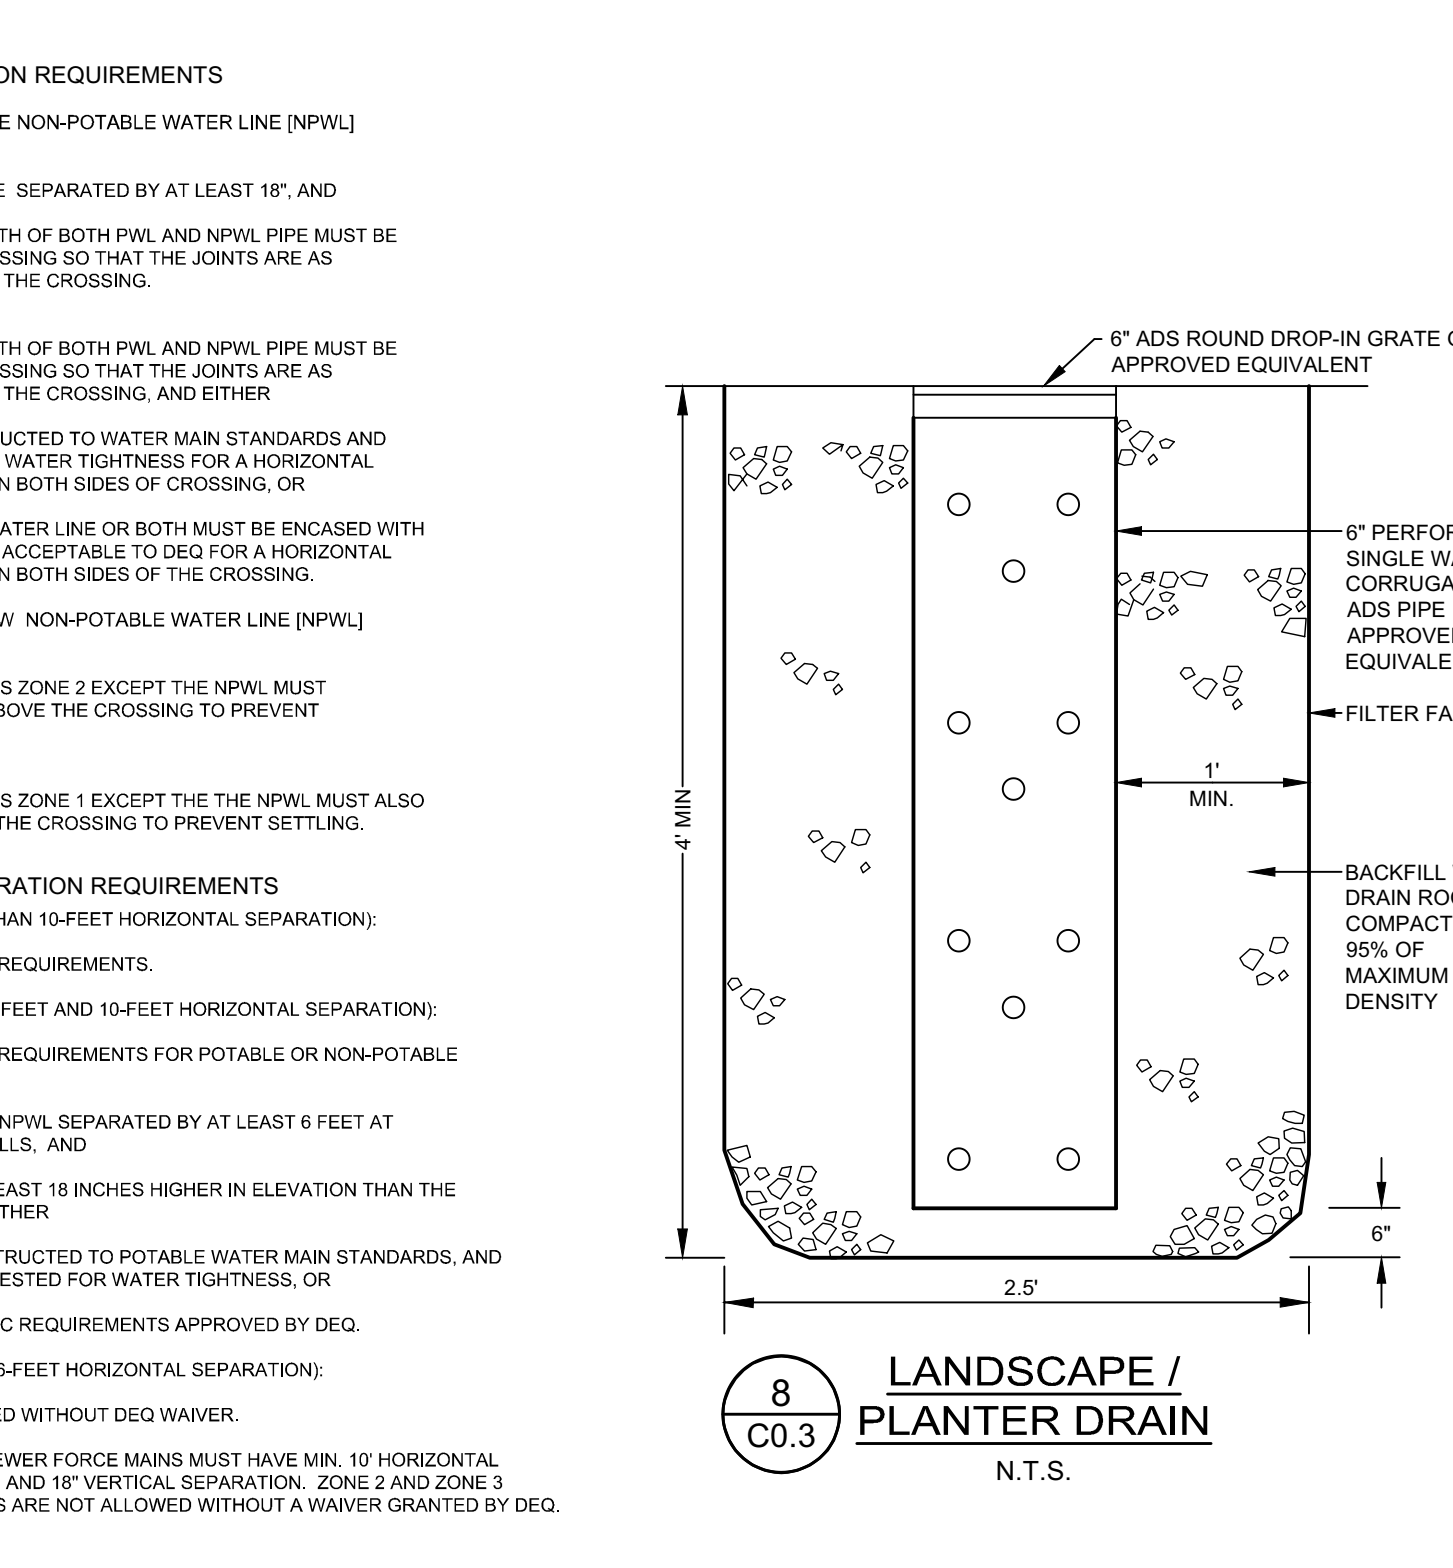 ON REQUIREMENTS
E NON-POTABLE WATER LINE [NPWL]
E SEPARATED BY AT LEAST 18", AND
TH OF BOTH PWL AND NPWL PIPE MUST BE
SSING SO THAT THE JOINTS ARE AS
THE CROSSING.
TH OF BOTH PWL AND NPWL PIPE MUST BE
SSING SO THAT THE JOINTS ARE AS
THE CROSSING, AND EITHER
UCTED TO WATER MAIN STANDARDS AND
WATER TIGHTNESS FOR A HORIZONTAL
N BOTH SIDES OF CROSSING, OR
ATER LINE OR BOTH MUST BE ENCASED WITH
ACCEPTABLE TO DEQ FOR A HORIZONTAL
N BOTH SIDES OF THE CROSSING.
W NON-POTABLE WATER LINE [NPWL]
S ZONE 2 EXCEPT THE NPWL MUST
BOVE THE CROSSING TO PREVENT
S ZONE 1 EXCEPT THE THE NPWL MUST ALSO
THE CROSSING TO PREVENT SETTLING.
RATION REQUIREMENTS
HAN 10-FEET HORIZONTAL SEPARATION):
REQUIREMENTS.
FEET AND 10-FEET HORIZONTAL SEPARATION):
REQUIREMENTS FOR POTABLE OR NON-POTABLE
NPWL SEPARATED BY AT LEAST 6 FEET AT
LLS, AND
EAST 18 INCHES HIGHER IN ELEVATION THAN THE
THER
TRUCTED TO POTABLE WATER MAIN STANDARDS, AND
ESTED FOR WATER TIGHTNESS, OR
C REQUIREMENTS APPROVED BY DEQ.
6-FEET HORIZONTAL SEPARATION):
ED WITHOUT DEQ WAIVER.
EWER FORCE MAINS MUST HAVE MIN. 10' HORIZONTAL
AND 18" VERTICAL SEPARATION. ZONE 2 AND ZONE 3
S ARE NOT ALLOWED WITHOUT A WAIVER GRANTED BY DEQ.
6" ADS ROUND DROP-IN GRATE
APPROVED EQUIVALENT
6" PERFOR
SINGLE WA
CORRUGA
ADS PIPE
APPROVE
EQUIVALE
FILTER FA
1'
MIN.
4' MIN
BACKFILL
DRAIN RO
COMPACT
95% OF
MAXIMUM
DENSITY
6"
2.5'
8
C0.3
LANDSCAPE /
PLANTER DRAIN
N.T.S.